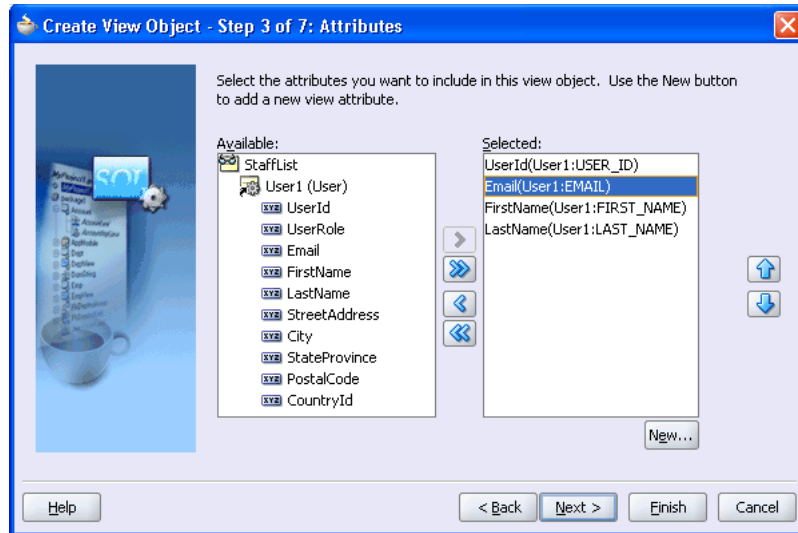 Create View Object - Step 3 of 7: Attributes
Select the attributes you want to include in this view object. Use the New button
to add a new view attribute.
Available:
StaffList
User1 (User)
UserId
UserRole
Email
FirstName
LastName
StreetAddress
City
StateProvince
PostalCode
CountryId
Selected:
UserId(User1:USER_ID)
Email(User1:EMAIL)
FirstName(User1:FIRST_NAME)
LastName(User1:LAST_NAME)
New...
Help
< Back
Next >
Finish
Cancel